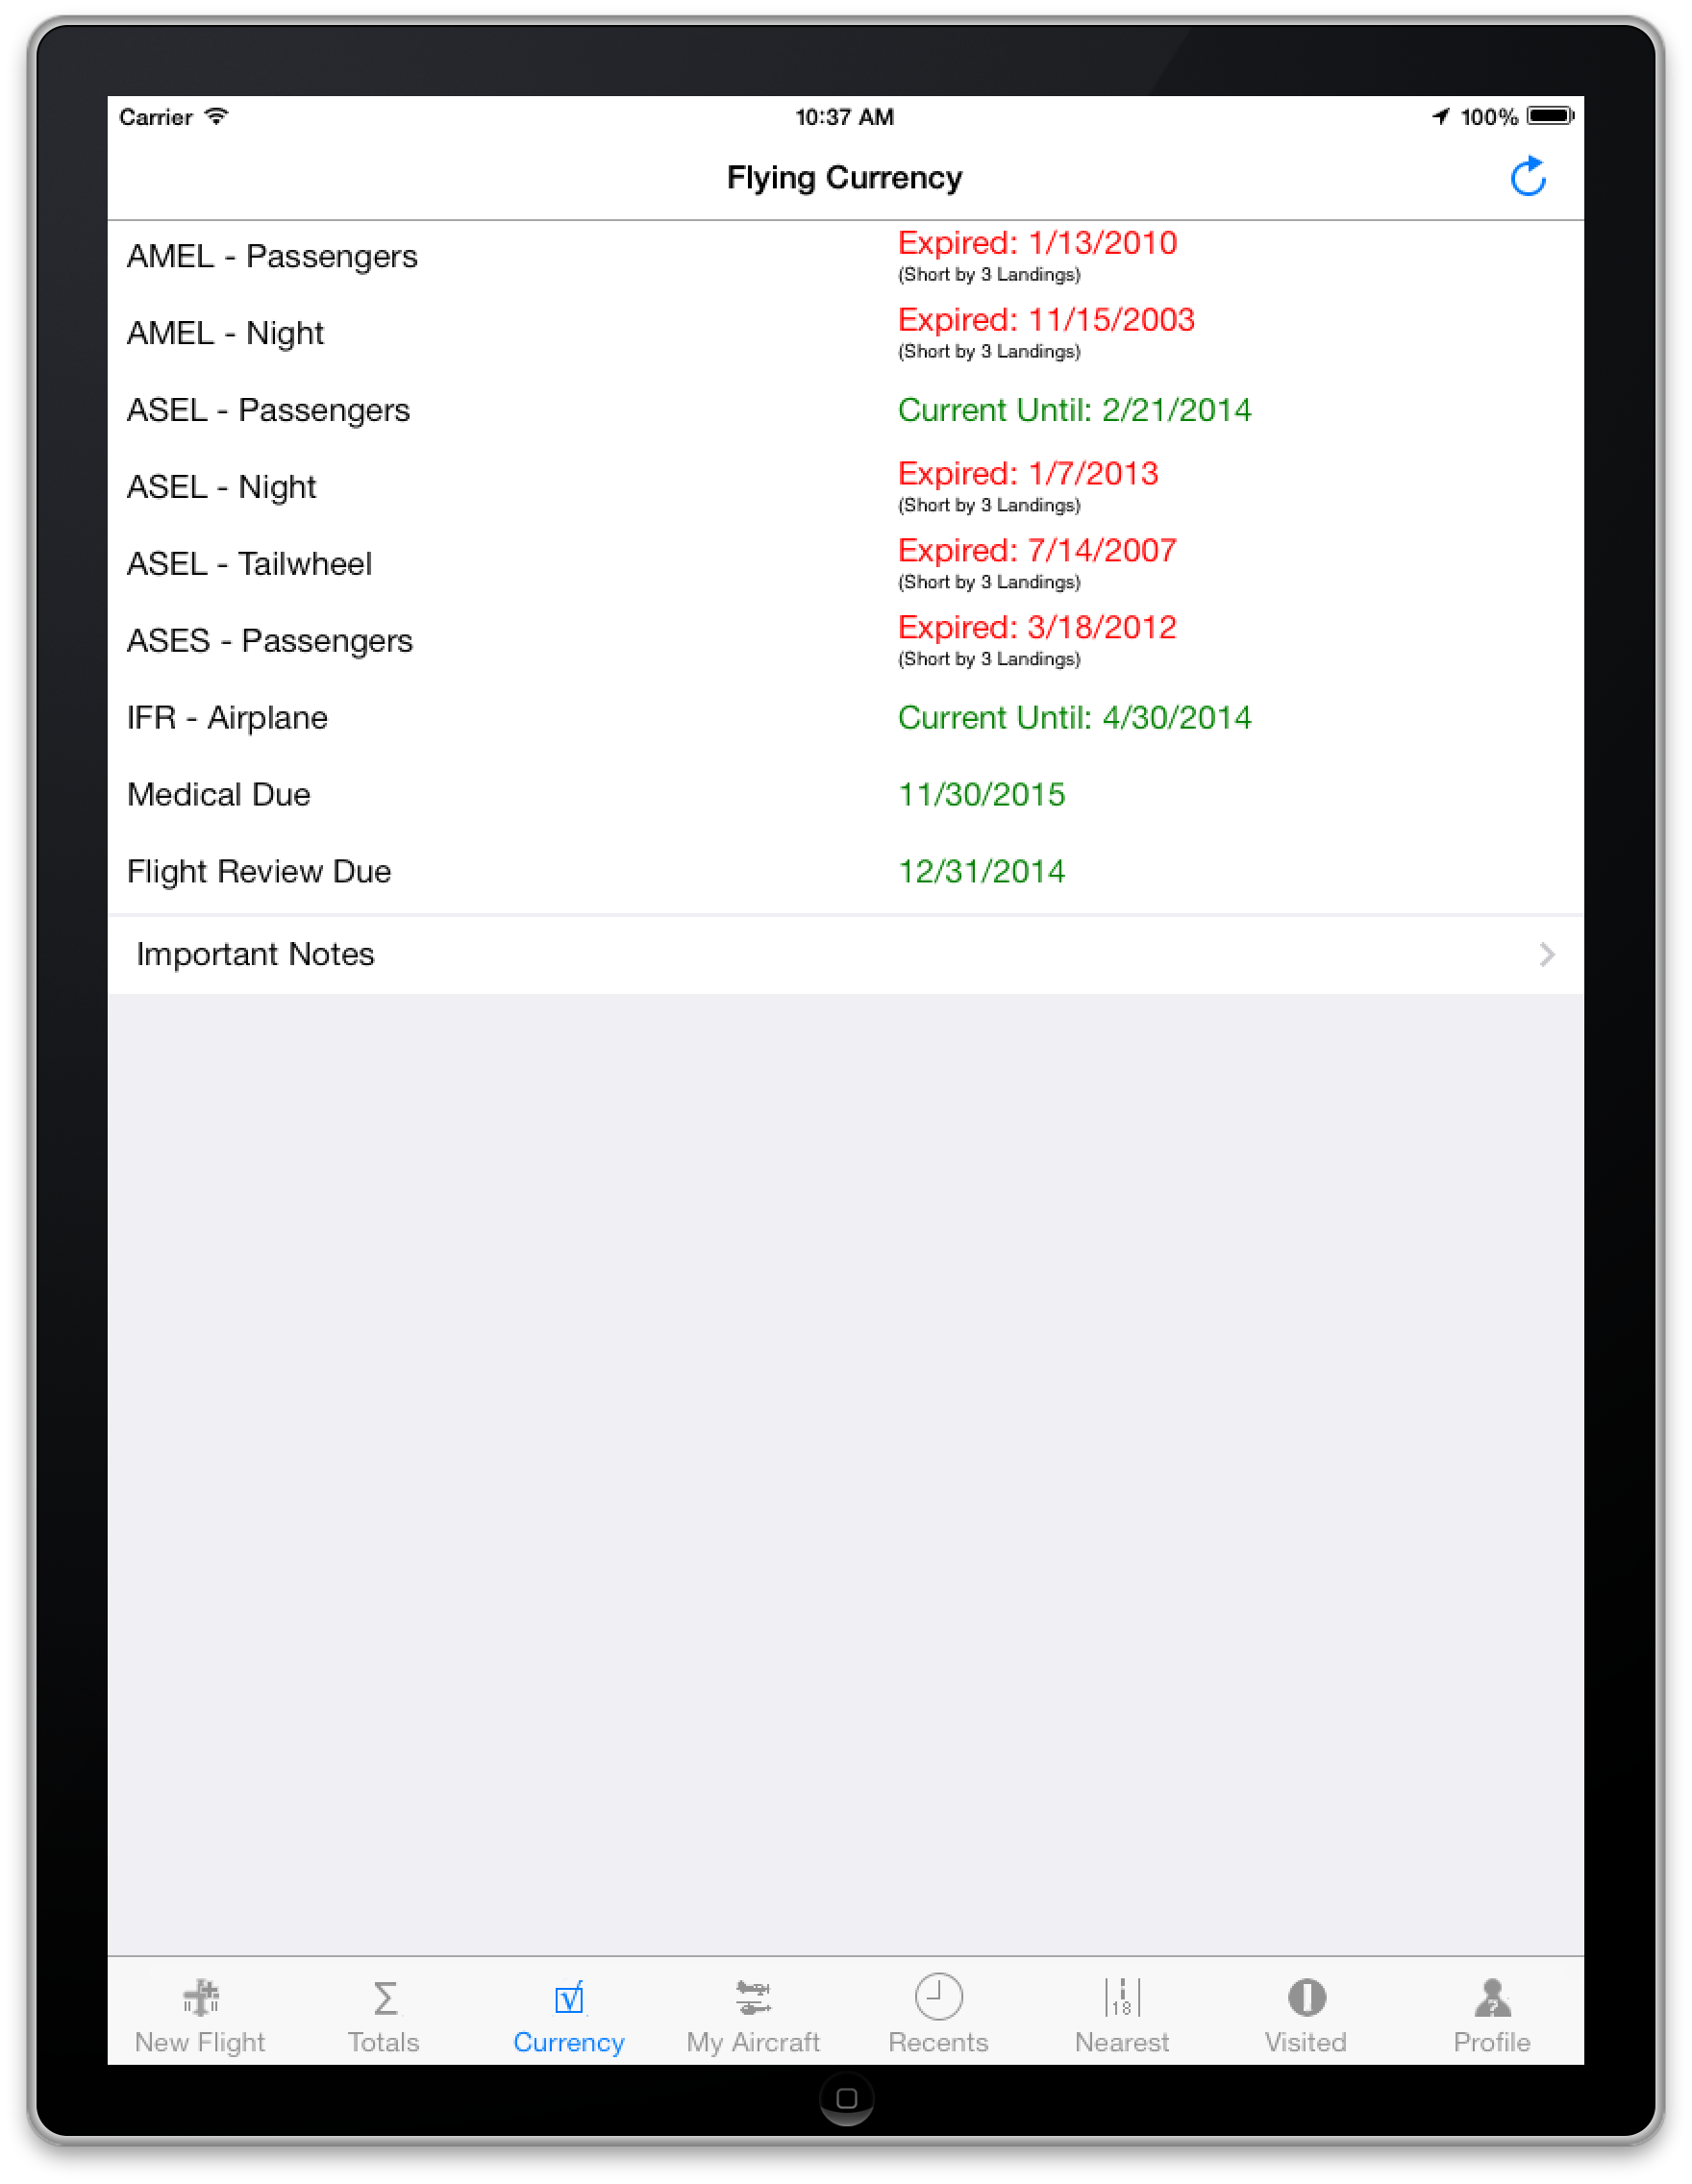 Carrier 10:37 AM 100%
Flying Currency
AMEL - Passengers Expired: 1/13/2010
(Short by 3 Landings)
AMEL - Night Expired: 11/15/2003
(Short by 3 Landings)
ASEL - Passengers Current Until: 2/21/2014
ASEL - Night Expired: 1/7/2013
(Short by 3 Landings)
ASEL - Tailwheel Expired: 7/14/2007
(Short by 3 Landings)
ASES - Passengers Expired: 3/18/2012
(Short by 3 Landings)
IFR - Airplane Current Until: 4/30/2014
Medical Due 11/30/2015
Flight Review Due 12/31/2014
Important Notes
18
New Flight Totals Currency My Aircraft Recents Nearest Visited Profile